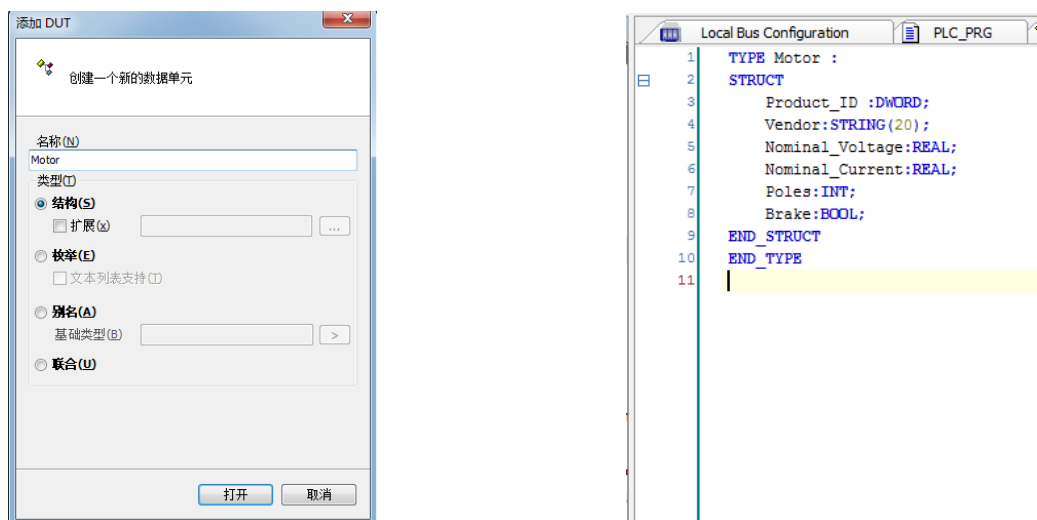 添加 DUT
创建一个新的数据单元
名称(N)
Motor
类型(T)
结构(S)
扩展(x)
...
枚举(E)
文本列表支持(T)
别名(A)
基础类型(B)
>
联合(U)
打开
取消
Local Bus Configuration
PLC_PRG
1 TYPE Motor :
2 STRUCT
3 Product_ID :DWORD;
4 Vendor:STRING(20);
5 Nominal_Voltage:REAL;
6 Nominal_Current:REAL;
7 Poles:INT;
8 Brake:BOOL;
9 END_STRUCT
10 END_TYPE
11